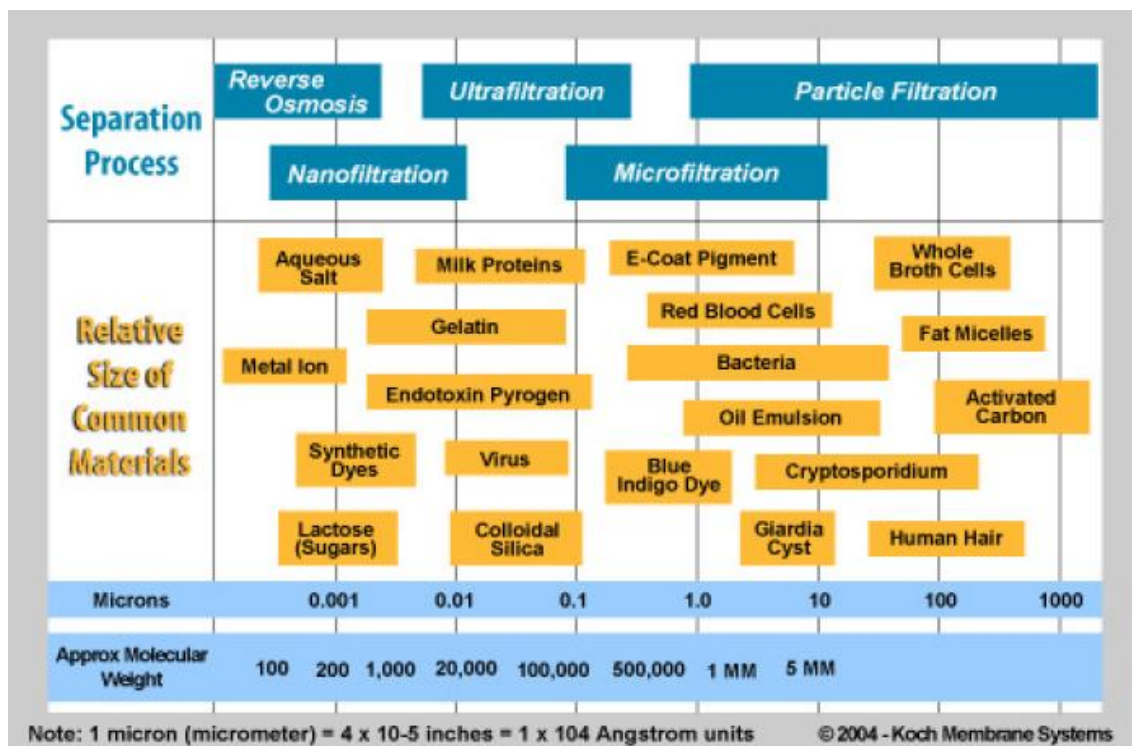 Separation
Process
Reverse
Osmosis
Ultrafiltration
Particle Filtration
Nanofiltration
Microfiltration
Relative
Size of
Common
Materials
Aqueous
Salt
Milk Proteins
E-Coat Pigment
Whole
Broth Cells
Gelatin
Red Blood Cells
Fat Micelles
Metal Ion
Bacteria
Endotoxin Pyrogen
Oil Emulsion
Activated
Carbon
Synthetic
Dyes
Virus
Blue
Indigo Dye
Cryptosporidium
Lactose
(Sugars)
Colloidal
Silica
Giardia
Cyst
Human Hair
Microns 0.001 0.01 0.1 1.0 10 100 1000
Approx Molecular
Weight
100 200 1,000 20,000 100,000 500,000 1 MM 5 MM
Note: 1 micron (micrometer) = 4 x 10-5 inches = 1 x 104 Angstrom units © 2004 - Koch Membrane Systems